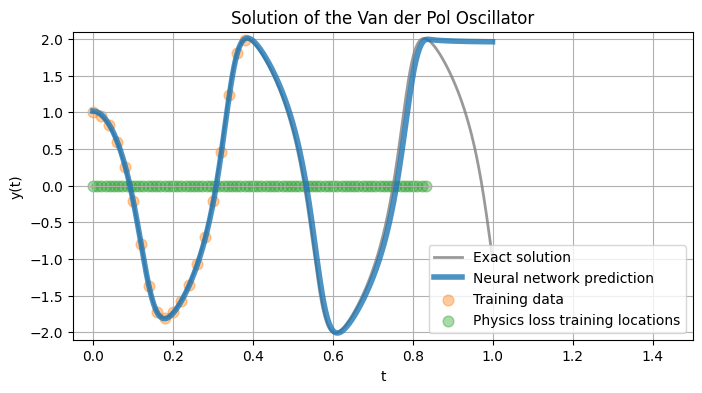 Solution of the Van der Pol Oscillator
2.0
1.5
1.0
0.5
0.0
−0.5
−1.0
−1.5
−2.0
y(t)
Exact solution
Neural network prediction
Training data
Physics loss training locations
0.0 0.2 0.4 0.6 0.8 1.0 1.2 1.4
t